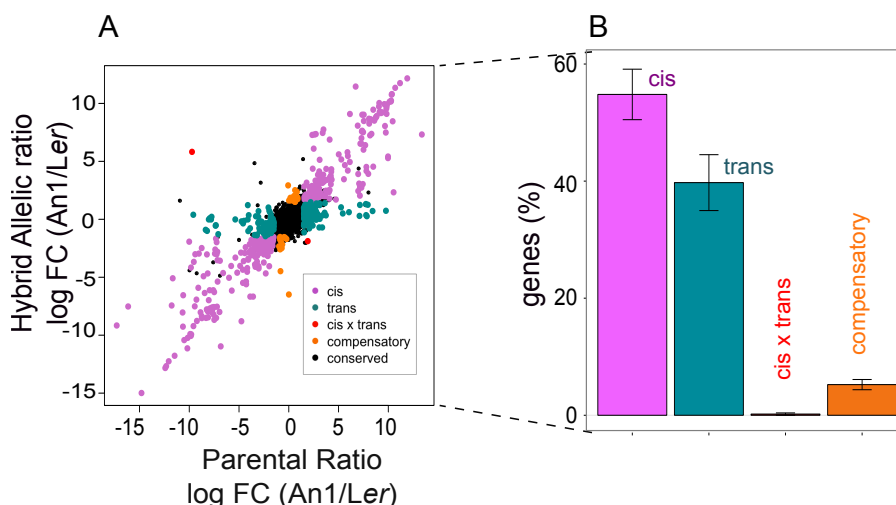 A
Hybrid Allelic ratio
log FC (An1/Ler)
10
5
0
-5
-10
-15
cis
trans
cis x trans
compensatory
conserved
-15
-10
-5
0
5
10
Parental Ratio
log FC (An1/Ler)
B
genes (%)
60
40
20
0
cis
trans
cis x trans
compensatory